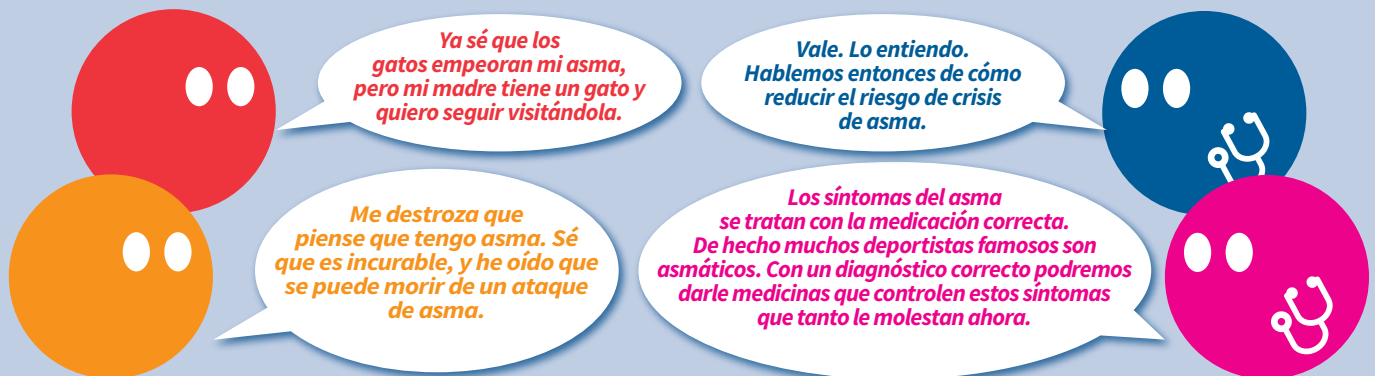 Ya sé que los
gatos empeoran mi asma,
pero mi madre tiene un gato y
quiero seguir visitándola.
Vale. Lo entiendo.
Hablemos entonces de cómo
reducir el riesgo de crisis
de asma.
Me destroza que
piense que tengo asma. Sé
que es incurable, y he oído que
se puede morir de un ataque
de asma.
Los síntomas del asma
se tratan con la medicación correcta.
De hecho muchos deportistas famosos son
asmáticos. Con un diagnóstico correcto podremos
darle medicinas que controlen estos síntomas
que tanto le molestan ahora.